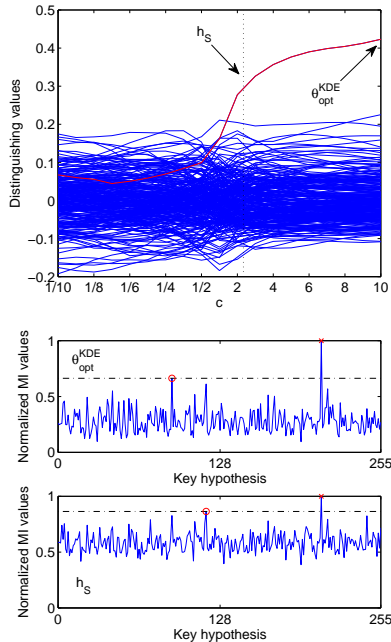 0.5
0.4
0.3
0.2
0.1
0
-0.1
-0.2
Distinguishing values
h_S
θ_opt^KDE
1/10 1/8 1/6 1/4 1/2 2 4 6 8 10
c
1
0.5
0
Normalized MI values
θ_opt^KDE
0 128 255
Key hypothesis
1
0.5
0
Normalized MI values
h_S
0 128 255
Key hypothesis